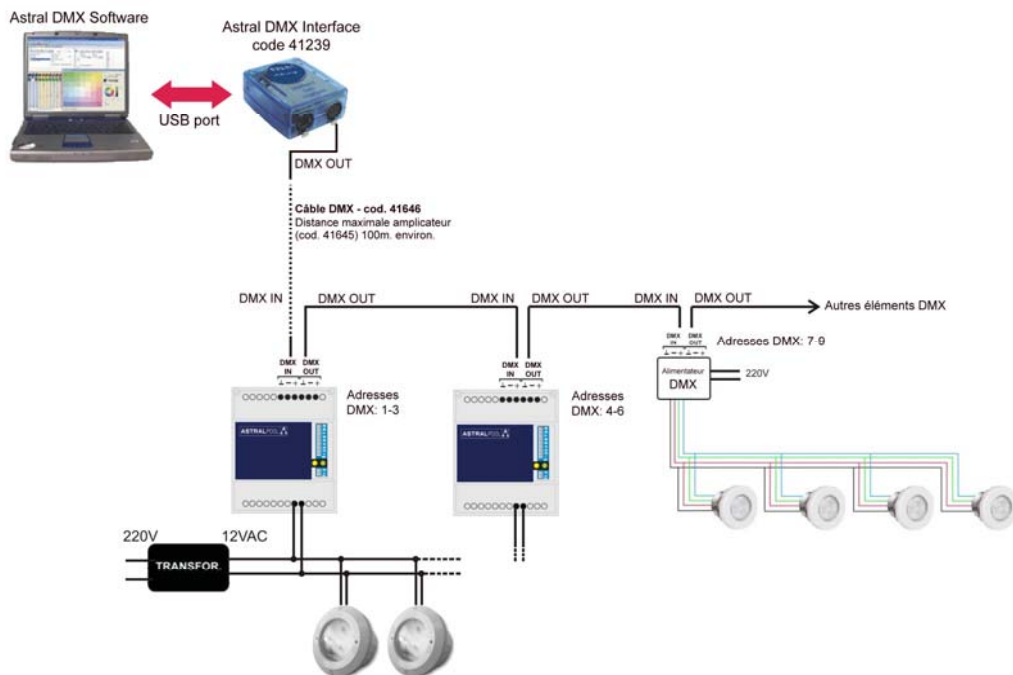 Astral DMX Software
Astral DMX Interface
code 41239
USB port
DMX OUT
Câble DMX - cod. 41646
Distance maximale amplicateur
(cod. 41645) 100m. environ.
DMX IN
DMX OUT
DMX IN
DMX OUT
DMX IN
DMX OUT
Autres éléments DMX
DMX
IN
DMX
OUT
Adresses DMX: 7-9
DMX
IN
DMX
OUT
DMX
IN
DMX
OUT
Alimentateur
DMX
220V
Adresses
DMX: 1-3
Adresses
DMX: 4-6
ASTRALPOOL
ASTRALPOOL
220V
12VAC
TRANSFOR.